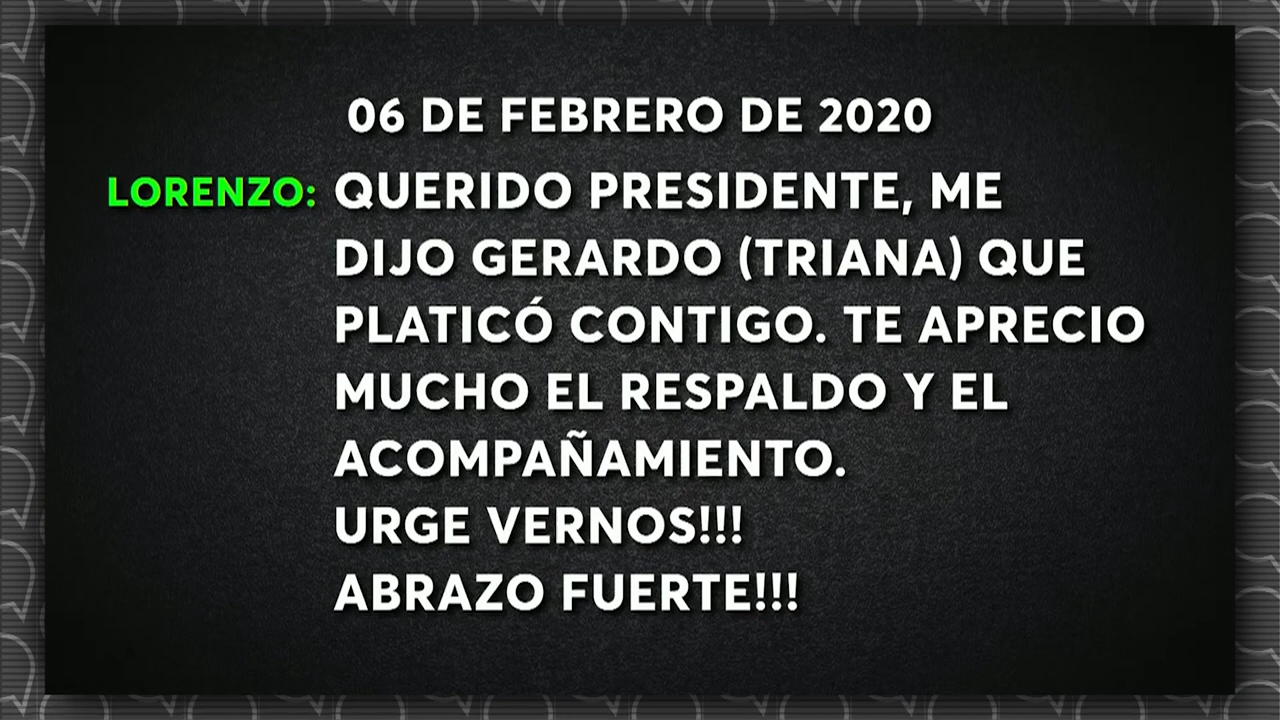 06 DE FEBRERO DE 2020
LORENZO: QUERIDO PRESIDENTE, ME
DIJO GERARDO (TRIANA) QUE
PLATICÓ CONTIGO. TE APRECIO
MUCHO EL RESPALDO Y EL
ACOMPAÑAMIENTO.
URGE VERNOS!!!
ABRAZO FUERTE!!!